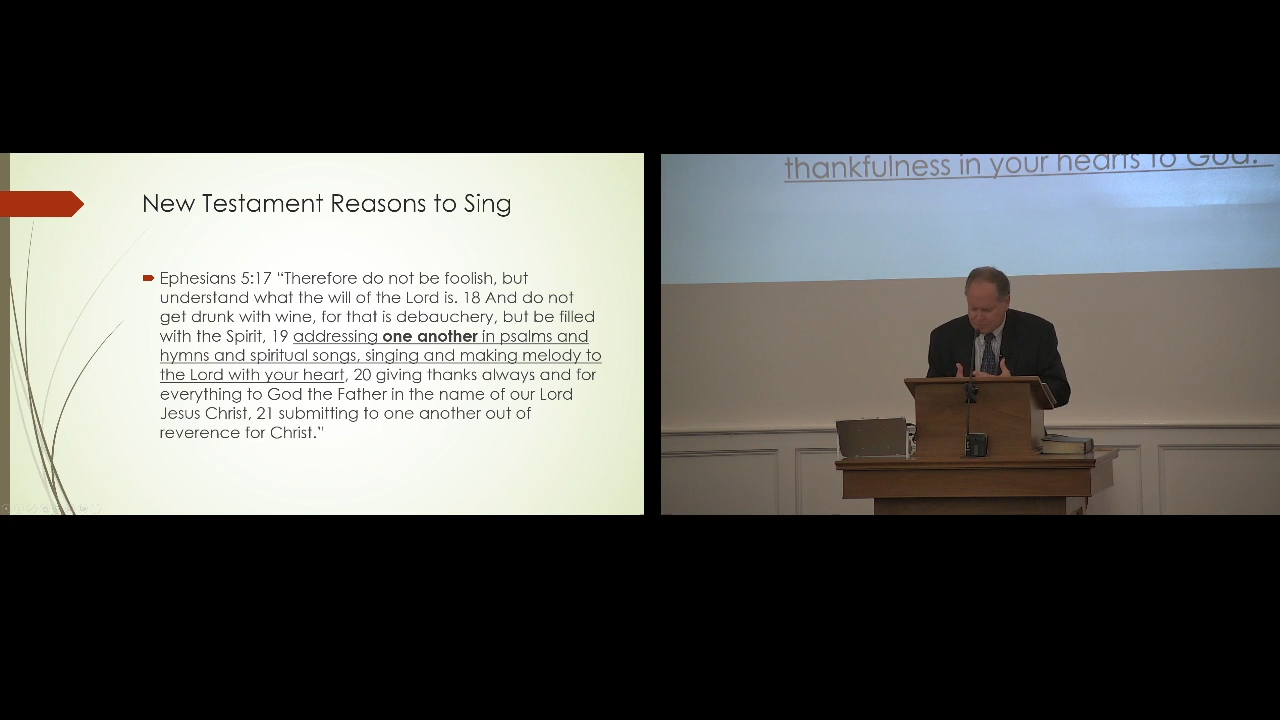 New Testament Reasons to Sing
Ephesians 5:17 “Therefore do not be foolish, but
understand what the will of the Lord is. 18 And do not
get drunk with wine, for that is debauchery, but be filled
with the Spirit, 19 addressing one another in psalms and
hymns and spiritual songs, singing and making melody to
the Lord with your heart, 20 giving thanks always and for
everything to God the Father in the name of our Lord
Jesus Christ, 21 submitting to one another out of
reverence for Christ.”
thankfulness in your hearts to God.